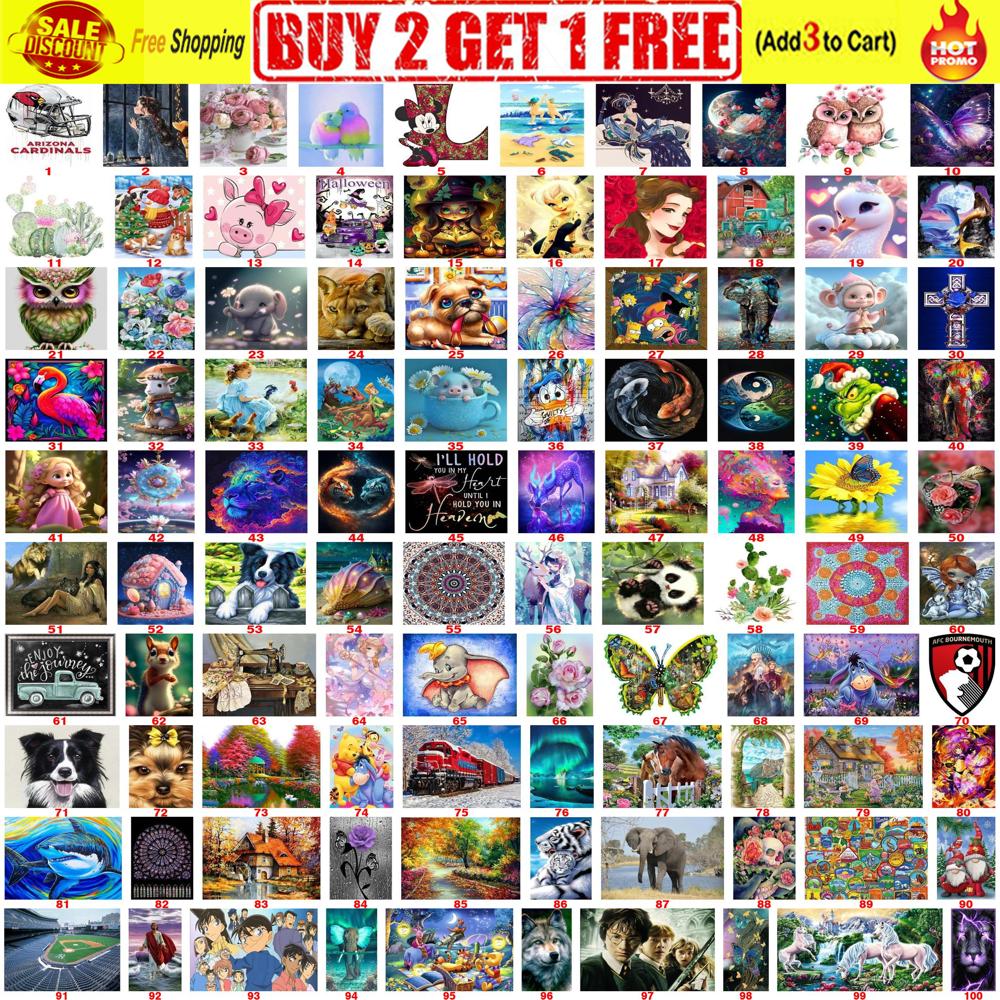 SALE
DISCOUNT
Free Shopping
BUY 2 GET 1 FREE
(Add 3 to Cart)
HOT
PROMO
ARIZONA
CARDINALS
L
1 2 3 4 5 6 7 8 9 10
Halloween
11 12 13 14 15 16 17 18 19 20
21 22 23 24 25 26 27 28 29 30
31 32 33 34 35 36 37 38 39 40
I'LL HOLD
YOU IN MY
Heart
UNTIL I
HOLD YOU IN
Heaven
41 42 43 44 45 46 47 48 49 50
51 52 53 54 55 56 57 58 59 60
ENJOY
the journey...
AFC BOURNEMOUTH
61 62 63 64 65 66 67 68 69 70
71 72 73 74 75 76 77 78 79 80
81 82 83 84 85 86 87 88 89 90
91 92 93 94 95 96 97 98 99 100